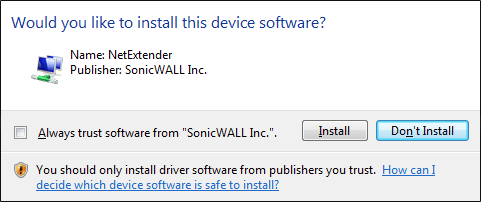 Would you like to install this device software?
Name: NetExtender
Publisher: SonicWALL Inc.
Always trust software from "SonicWALL Inc.".
Install
Don't Install
You should only install driver software from publishers you trust. How can I
decide which device software is safe to install?